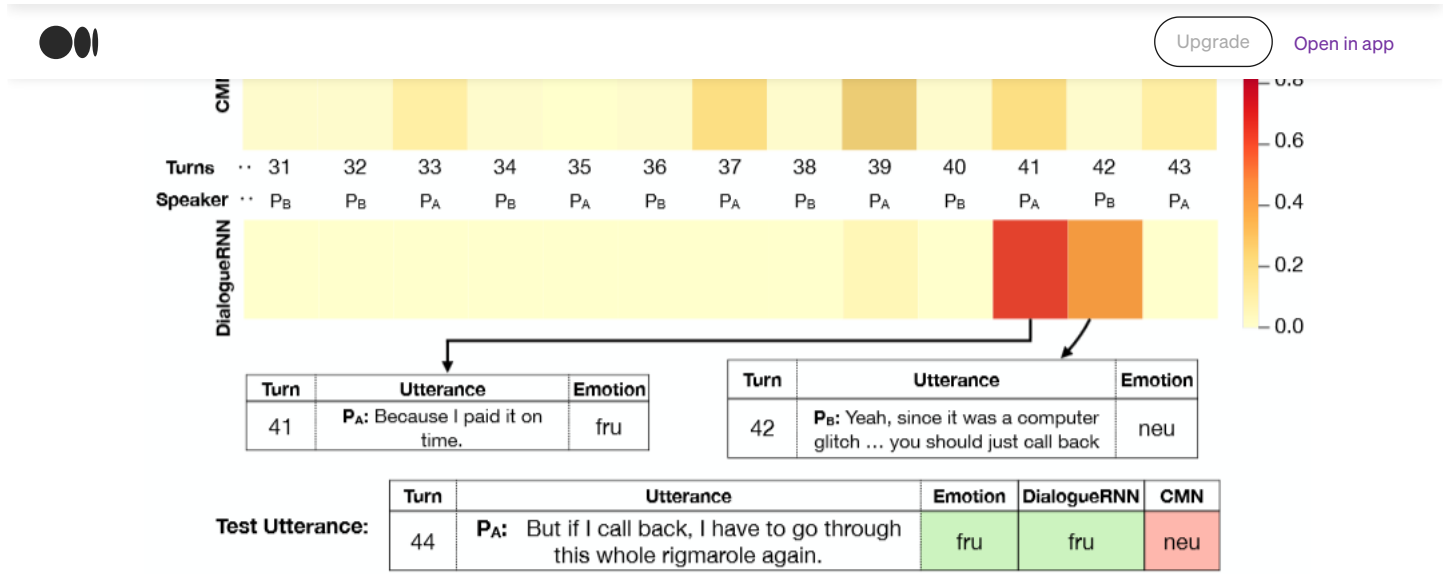 Upgrade
Open in app
0.6
Turns .. 31 32 33 34 35 36 37 38 39 40 41 42 43
Speaker .. PB PB PA PB PA PB PA PB PA PB PA PB PA
0.4
DialogueRNN
0.2
0.0
Turn Utterance Emotion
41 PA: Because I paid it on
time.
fru
Turn Utterance Emotion
42 PB: Yeah, since it was a computer
glitch ... you should just call back
neu
Turn Utterance Emotion DialogueRNN CMN
Test Utterance:
44 PA: But if I call back, I have to go through
this whole rigmarole again.
fru fru neu